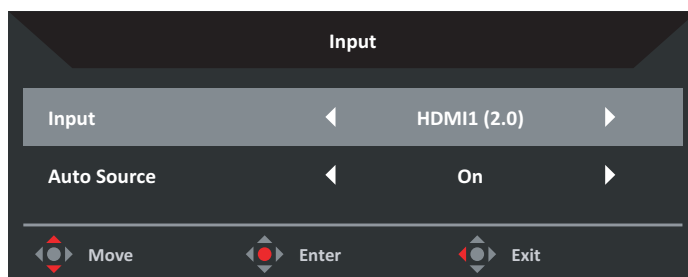 Input
Input HDMI1 (2.0)
Auto Source On
Move Enter Exit